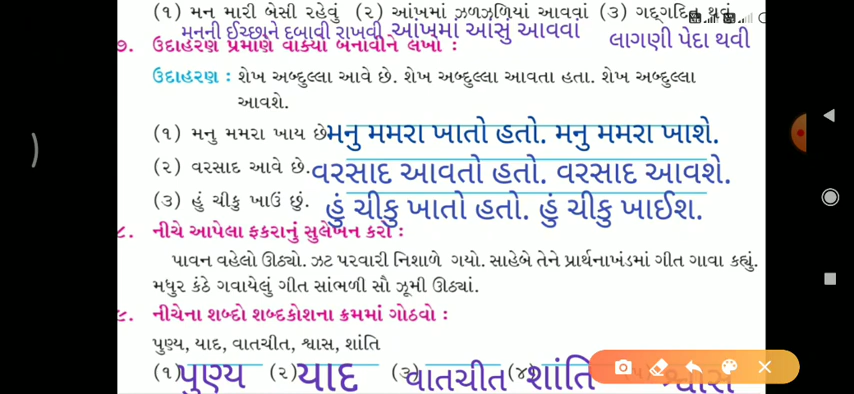 (૧) મન મારી બેસી રહેવું (૨) આંખમાં ઝળઝળિયાં આવવાં (૩) ગદ્ગદિત થવું
મનની ઈચ્છાને દબાવી રાખવી આંખમાં આંસું આવવાં લાગણી પેદા થવી
૭. ઉદાહરણ પ્રમાણે વાક્યો બનાવીને લખો :
ઉદાહરણ : શેખ અબ્દુલ્લા આવે છે. શેખ અબ્દુલ્લા આવતા હતા. શેખ અબ્દુલ્લા
આવશે.
(૧) મનુ મમરા ખાય છે. મનુ મમરા ખાતો હતો. મનુ મમરા ખાશે.
(૨) વરસાદ આવે છે. વરસાદ આવતો હતો. વરસાદ આવશે.
(૩) હું ચીકુ ખાઉં છું. હું ચીકુ ખાતો હતો. હું ચીકુ ખાઈશ.
૮. નીચે આપેલા ફકરાનું સુલેખન કરો :
પાવન વહેલો ઊઠ્યો. ઝટ પરવારી નિશાળે ગયો. સાહેબે તેને પ્રાર્થનાખંડમાં ગીત ગાવા કહ્યું.
મધુર કંઠે ગવાયેલું ગીત સાંભળી સૌ ઝૂમી ઊઠ્યાં.
૯. નીચેના શબ્દો શબ્દકોશના ક્રમમાં ગોઠવો :
પુણ્ય, યાદ, વાતચીત, શ્વાસ, શાંતિ
(૧) પુણ્ય (૨) યાદ (૩) વાતચીત (૪) શાંતિ (૫) શ્વાસ